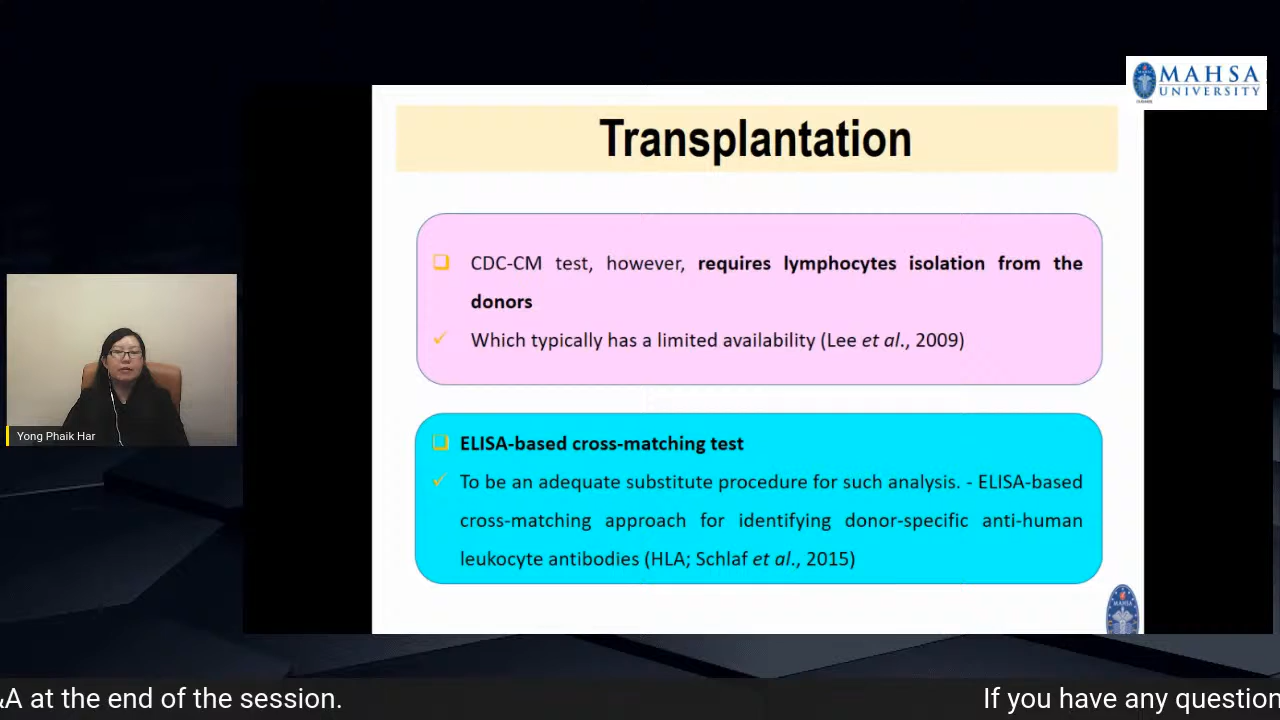 MAHSA
UNIVERSITY
Transplantation
CDC-CM test, however, requires lymphocytes isolation from the
donors
Which typically has a limited availability (Lee et al., 2009)
ELISA-based cross-matching test
To be an adequate substitute procedure for such analysis. - ELISA-based
cross-matching approach for identifying donor-specific anti-human
leukocyte antibodies (HLA; Schlaf et al., 2015)
MAHSA
Yong Phaik Har
&A at the end of the session.
If you have any question